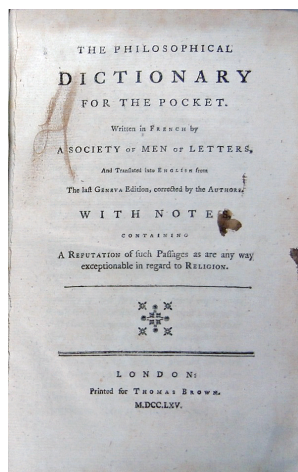 THE PHILOSOPHICAL
DICTIONARY
FOR THE POCKET.
Written in FRENCH by
A SOCIETY OF MEN OF LETTERS,
And Translated into ENGLISH from
The last GENEVA Edition, corrected by the AUTHORS.
WITH NOTES,
CONTAINING
A REFUTATION of such Passages as are any way
exceptionable in regard to RELIGION.
LONDON:
Printed for THOMAS BROWN.
M.DCC.LXV.